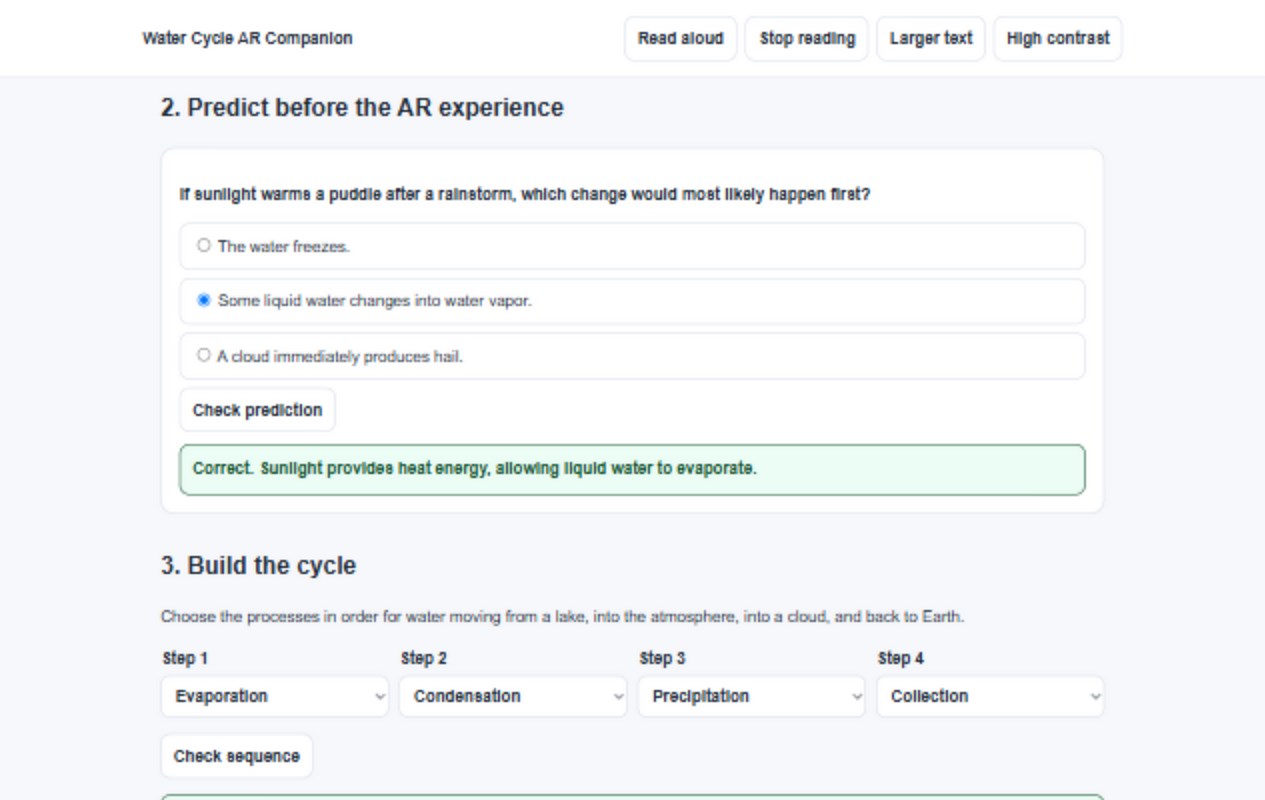 Water Cycle AR Companion
Read aloud
Stop reading
Larger text
High contrast
2. Predict before the AR experience
If sunlight warms a puddle after a rainstorm, which change would most likely happen first?
The water freezes.
Some liquid water changes into water vapor.
A cloud immediately produces hail.
Check prediction
Correct. Sunlight provides heat energy, allowing liquid water to evaporate.
3. Build the cycle
Choose the processes in order for water moving from a lake, into the atmosphere, into a cloud, and back to Earth.
Step 1
Step 2
Step 3
Step 4
Evaporation
Condensation
Precipitation
Collection
Check sequence